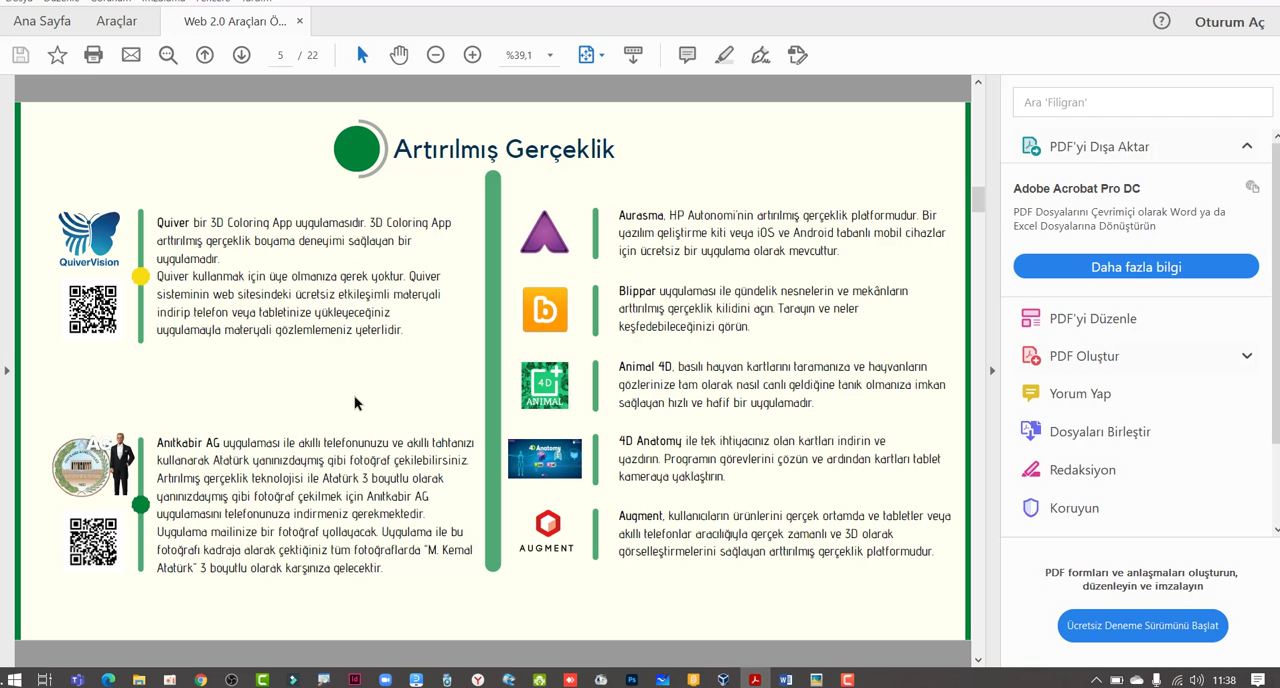 Ana Sayfa
Araçlar
Web 2.0 Araçları Ö...
Oturum Aç
5 / 22
%39,1
Artırılmış Gerçeklik
QuiverVision
Quiver bir 3D Coloring App uygulamasıdır. 3D Coloring App
arttırılmış gerçeklik boyama deneyimi sağlayan bir
uygulamadır.
Quiver kullanmak için üye olmanıza gerek yoktur. Quiver
sisteminin web sitesindeki ücretsiz etkileşimli materyali
indirip telefon veya tabletinize yükleyeceğiniz
uygulamayla materyali gözlemlemeniz yeterlidir.
AG
Anıtkabir AG uygulaması ile akıllı telefonunuzu ve akıllı tahtanızı
kullanarak Atatürk yanınızdaymış gibi fotoğraf çekilebilirsiniz.
Artırılmış gerçeklik teknolojisi ile Atatürk 3 boyutlu olarak
yanınızdaymış gibi fotoğraf çekilmek için Anıtkabir AG
uygulamasını telefonunuza indirmeniz gerekmektedir.
Uygulama mailinize bir fotoğraf yollayacak. Uygulama ile bu
fotoğrafı kadraja alarak çektiğiniz tüm fotoğraflarda "M. Kemal
Atatürk" 3 boyutlu olarak karşınıza gelecektir.
Aurasma, HP Autonomi'nin artırılmış gerçeklik platformudur. Bir
yazılım geliştirme kiti veya iOS ve Android tabanlı mobil cihazlar
için ücretsiz bir uygulama olarak mevcuttur.
b
Blippar uygulaması ile gündelik nesnelerin ve mekânların
arttırılmış gerçeklik kilidini açın. Tarayın ve neler
keşfedebileceğinizi görün.
4D
ANIMAL
Animal 4D, basılı hayvan kartlarını taramanıza ve hayvanların
gözlerinize tam olarak nasıl canlı geldiğine tanık olmanıza imkan
sağlayan hızlı ve hafif bir uygulamadır.
4D Anatomy
4D Anatomy ile tek ihtiyacınız olan kartları indirin ve
yazdırın. Programın görevlerini çözün ve ardından kartları tablet
kameraya yaklaştırın.
AUGMENT
Augment, kullanıcıların ürünlerini gerçek ortamda ve tabletler veya
akıllı telefonlar aracılığıyla gerçek zamanlı ve 3D olarak
görselleştirmelerini sağlayan arttırılmış gerçeklik platformudur.
Ara 'Filigran'
PDF'yi Dışa Aktar
Adobe Acrobat Pro DC
PDF Dosyalarını Çevrimiçi olarak Word ya da
Excel Dosyalarına Dönüştürün
Daha fazla bilgi
PDF'yi Düzenle
PDF Oluştur
Yorum Yap
Dosyaları Birleştir
Redaksiyon
Koruyun
PDF formları ve anlaşmaları oluşturun,
düzenleyin ve imzalayın
Ücretsiz Deneme Sürümünü Başlat
11:38